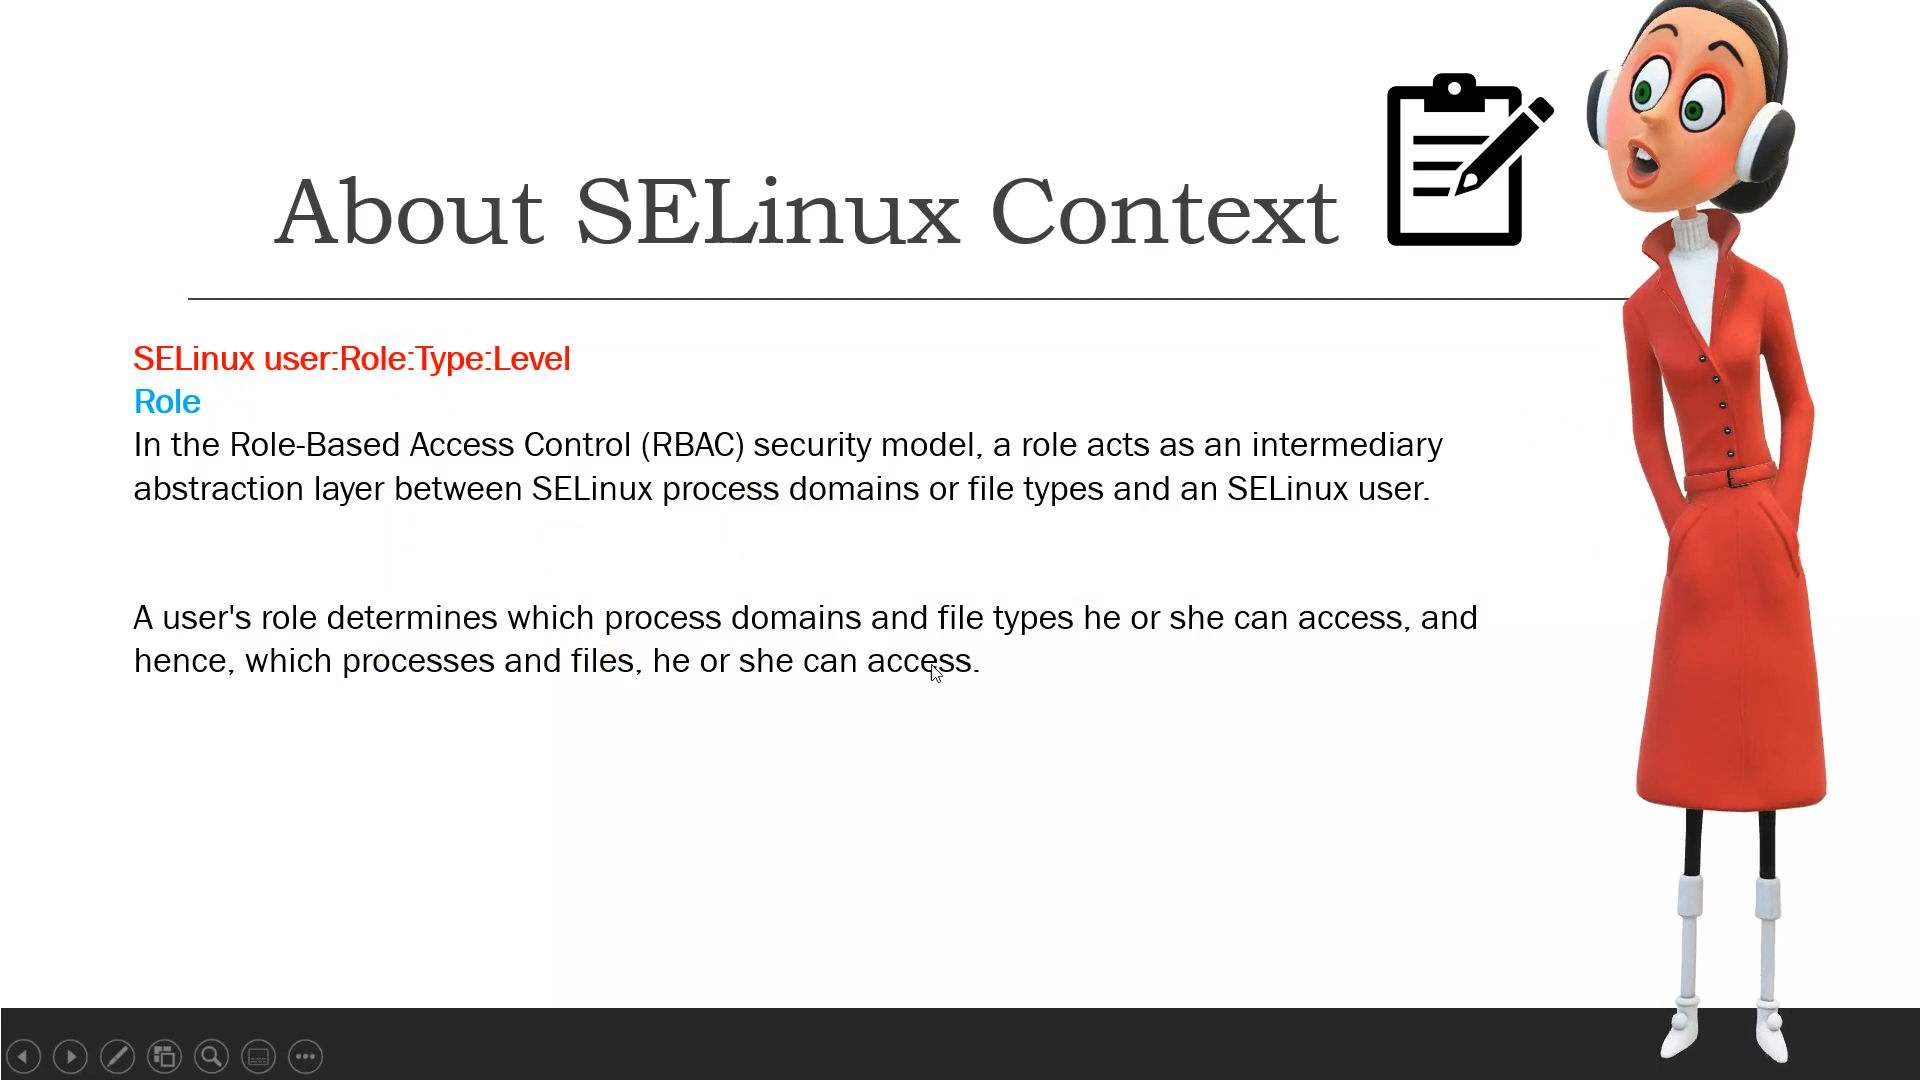 About SELinux Context
SELinux user:Role:Type:Level
Role
In the Role-Based Access Control (RBAC) security model, a role acts as an intermediary
abstraction layer between SELinux process domains or file types and an SELinux user.
A user's role determines which process domains and file types he or she can access, and
hence, which processes and files, he or she can access.